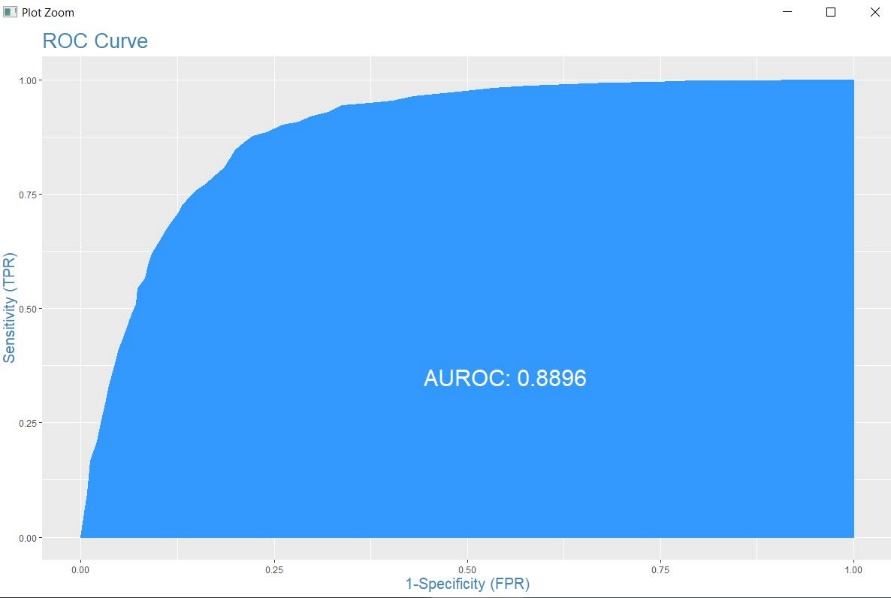 Plot Zoom
ROC Curve
1.00
0.75
0.50
0.25
0.00
Sensitivity (TPR)
AUROC: 0.8896
0.00 0.25 0.50 0.75 1.00
1-Specificity (FPR)